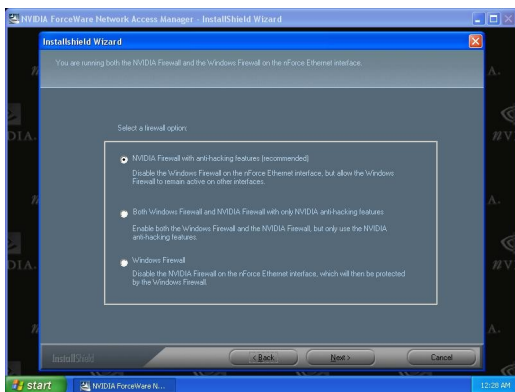 NVIDIA ForceWare Network Access Manager - InstallShield Wizard
Installshield Wizard
You are running both the NVIDIA Firewall and the Windows Firewall on the nForce Ethernet interface.
Select a firewall option:
NVIDIA Firewall with anti-hacking features (recommended)
Disable the Windows Firewall on the nForce Ethernet interface, but allow the Windows
Firewall to remain active on other interfaces.
Both Windows Firewall and NVIDIA Firewall with only NVIDIA anti-hacking features
Enable both the Windows Firewall and the NVIDIA Firewall, but only use the NVIDIA
anti-hacking features.
Windows Firewall
Disable the NVIDIA Firewall on the nForce Ethernet interface, which will then be protected
by the Windows Firewall.
InstallShield
< Back
Next >
Cancel
start
NVIDIA ForceWare N...
12:28 AM